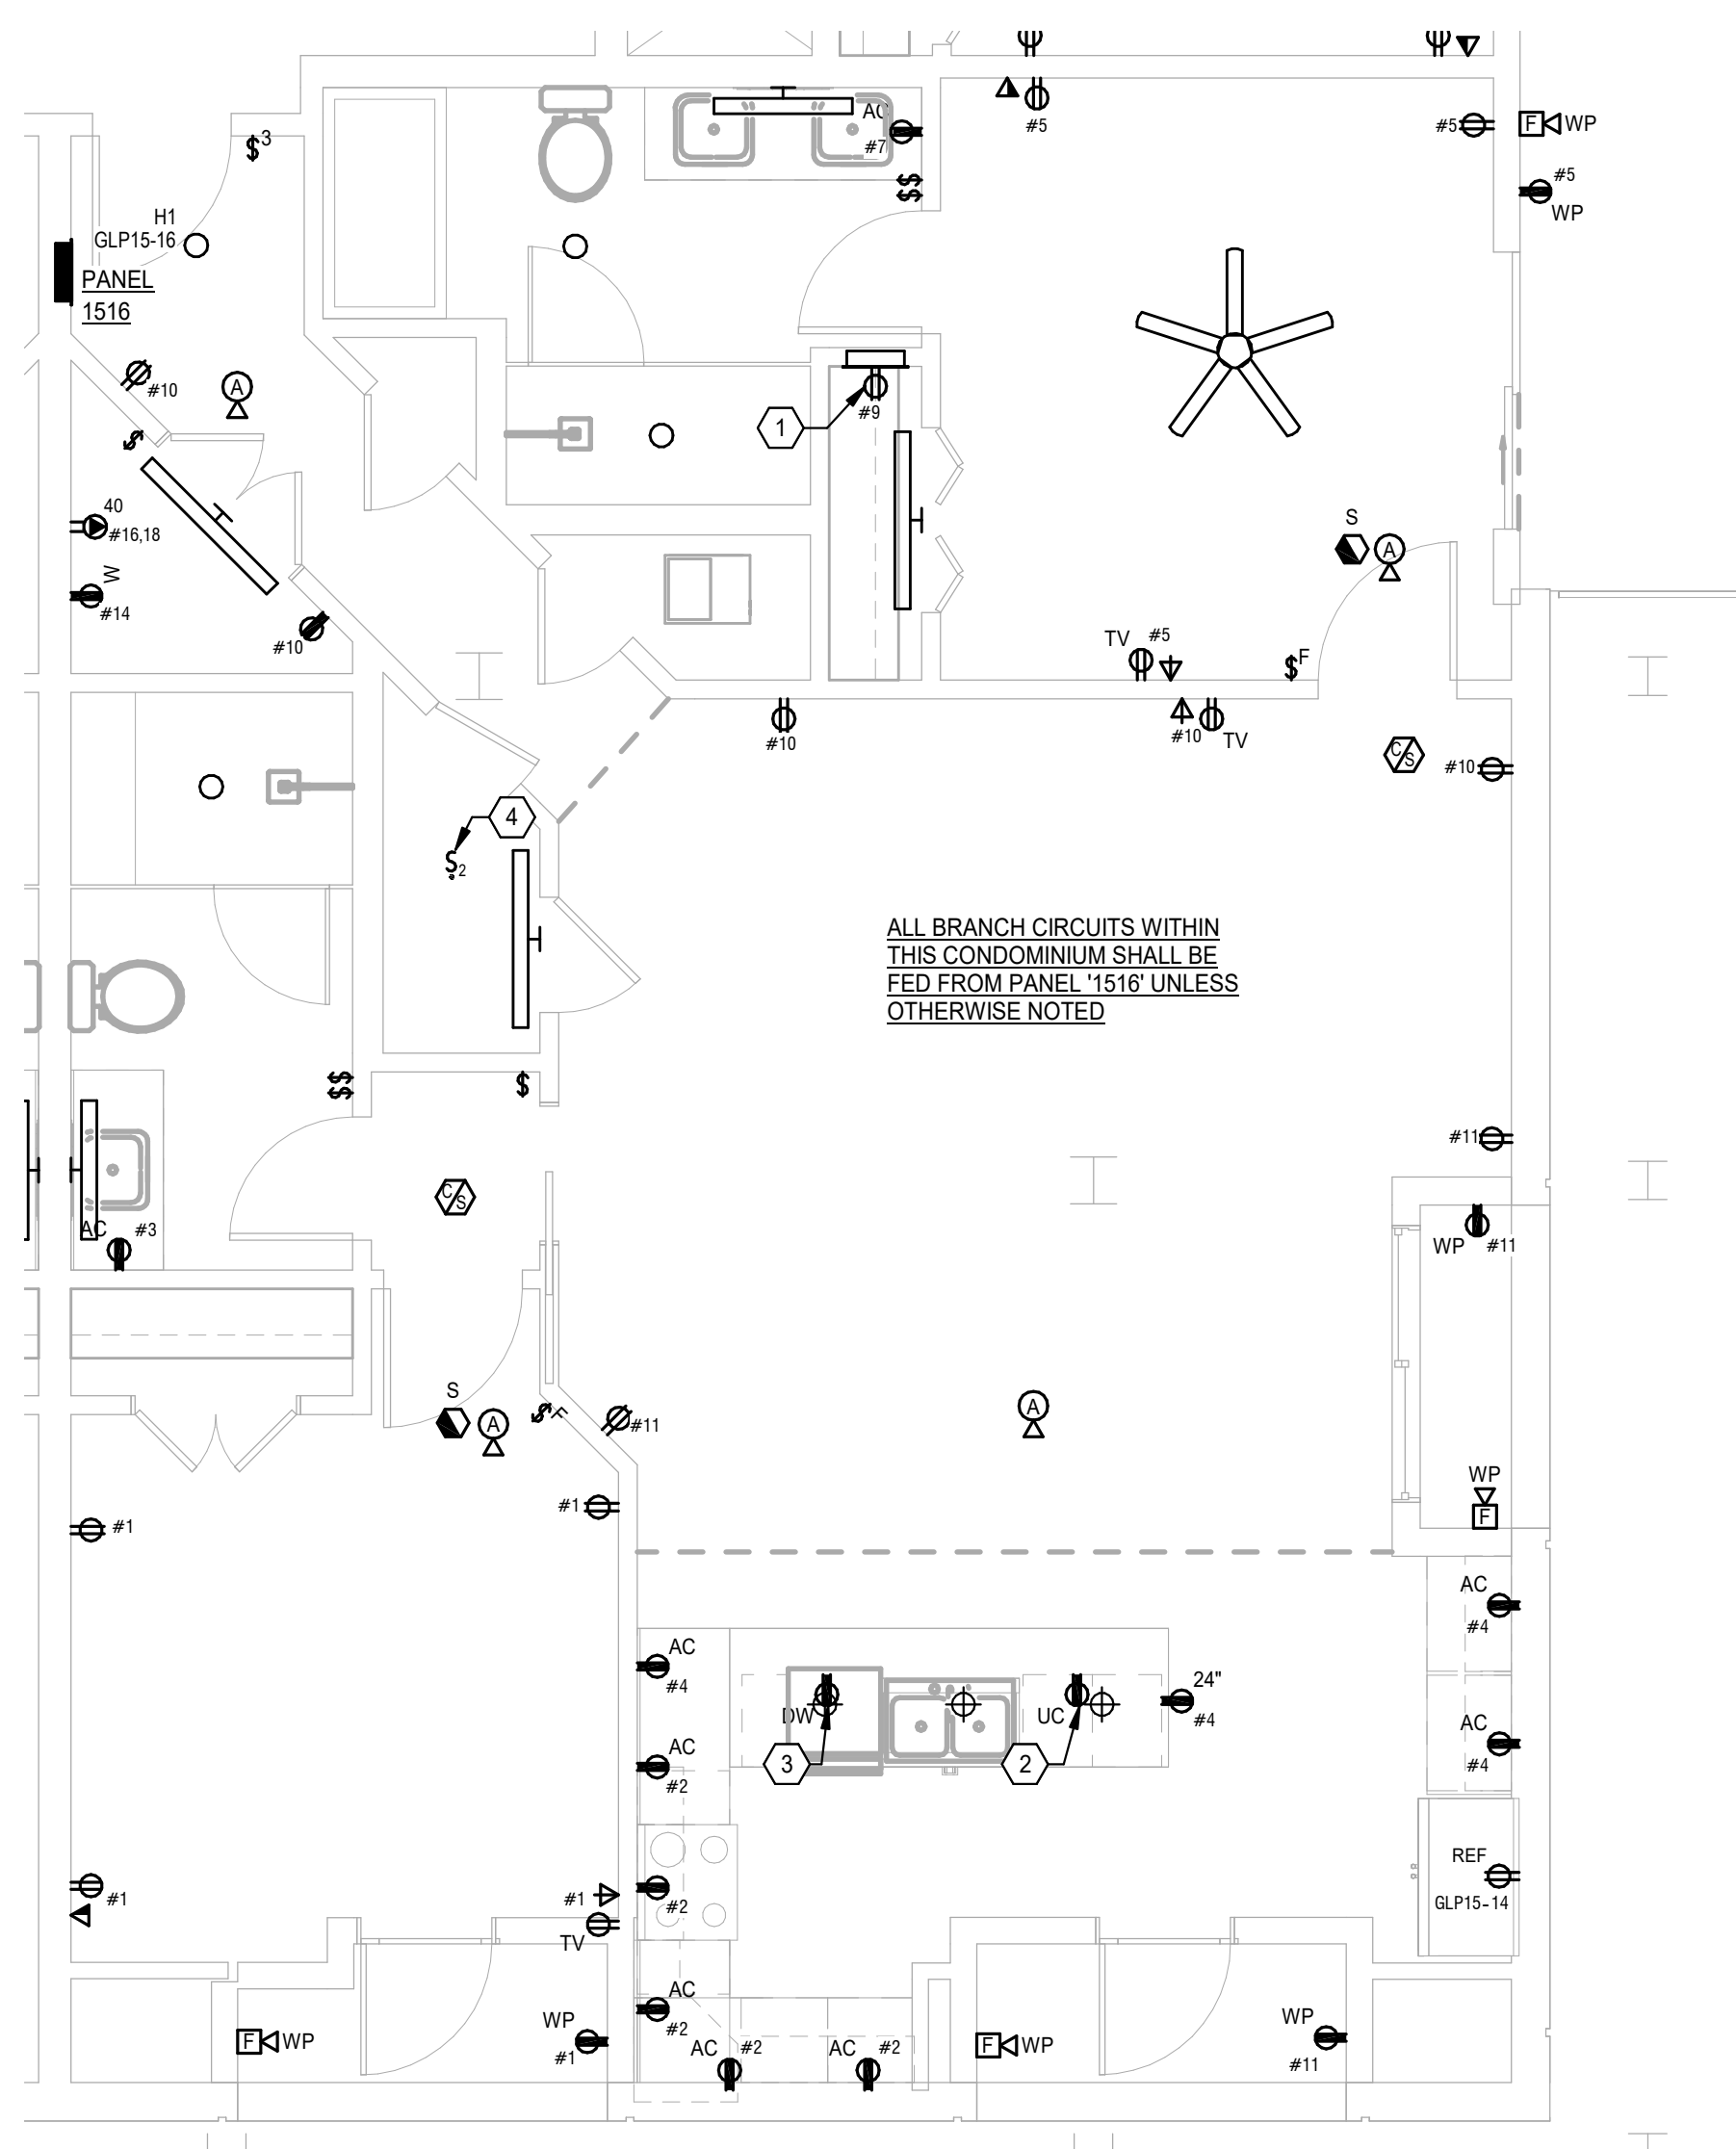 $3
AC
#7
$$
#5
#5
F
WP
#5
WP
H1
GLP15-16
PANEL
1516
#10
A
$
1
#9
40
#16,18
W
#14
#10
S
A
TV
#5
$F
#10
#10
TV
C/S
#10
4
$2
ALL BRANCH CIRCUITS WITHIN
THIS CONDOMINIUM SHALL BE
FED FROM PANEL '1516' UNLESS
OTHERWISE NOTED
$$
$
#11
C/S
AC
#3
WP
#11
S
A
$F
#11
A
#1
#1
WP
F
AC
#4
AC
#4
24"
#4
DW
UC
3
2
AC
#2
AC
#4
REF
GLP15-14
#1
#1
TV
#2
AC
#2
AC
#2
AC
#2
F
WP
WP
#1
F
WP
WP
#11